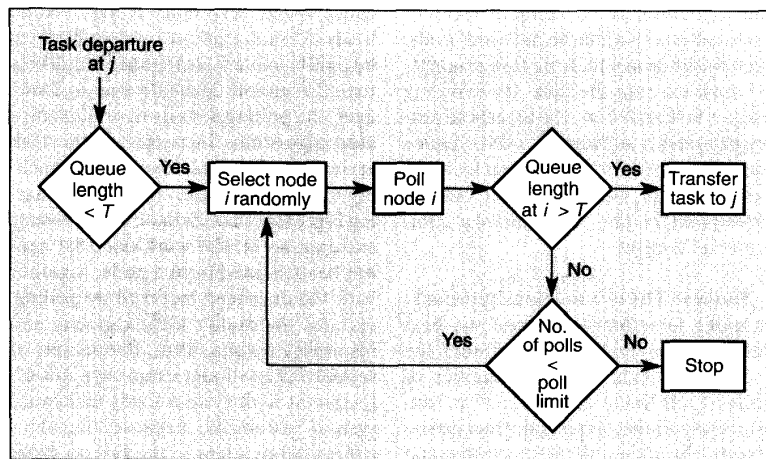 Task departure
at j
Queue
length
< T
Yes
Select node
i randomly
Poll
node i
Queue
length
at i > T
Yes
Transfer
task to j
No
No.
of polls
<
poll
limit
Yes
No
Stop